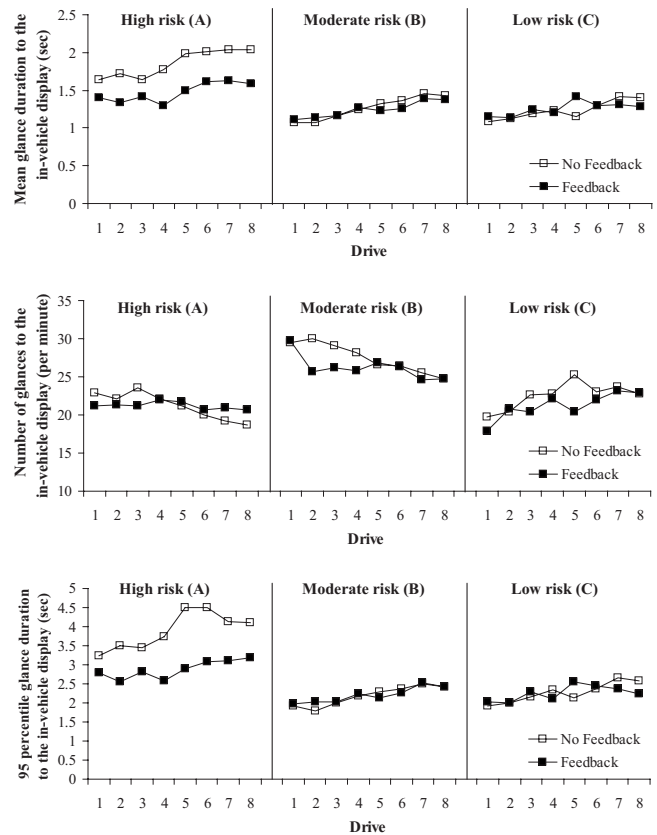 High risk (A) Moderate risk (B) Low risk (C)
Mean glance duration to the
in-vehicle display (sec)
2.5
2
1.5
1
0.5
0
No Feedback
Feedback
1 2 3 4 5 6 7 8 1 2 3 4 5 6 7 8 1 2 3 4 5 6 7 8
Drive
High risk (A) Moderate risk (B) Low risk (C)
Number of glances to the
in-vehicle display (per minute)
35
30
25
20
15
10
No Feedback
Feedback
1 2 3 4 5 6 7 8 1 2 3 4 5 6 7 8 1 2 3 4 5 6 7 8
Drive
High risk (A) Moderate risk (B) Low risk (C)
95 percentile glance duration
to the in-vehicle display (sec)
5
4.5
4
3.5
3
2.5
2
1.5
1
0.5
0
No Feedback
Feedback
1 2 3 4 5 6 7 8 1 2 3 4 5 6 7 8 1 2 3 4 5 6 7 8
Drive